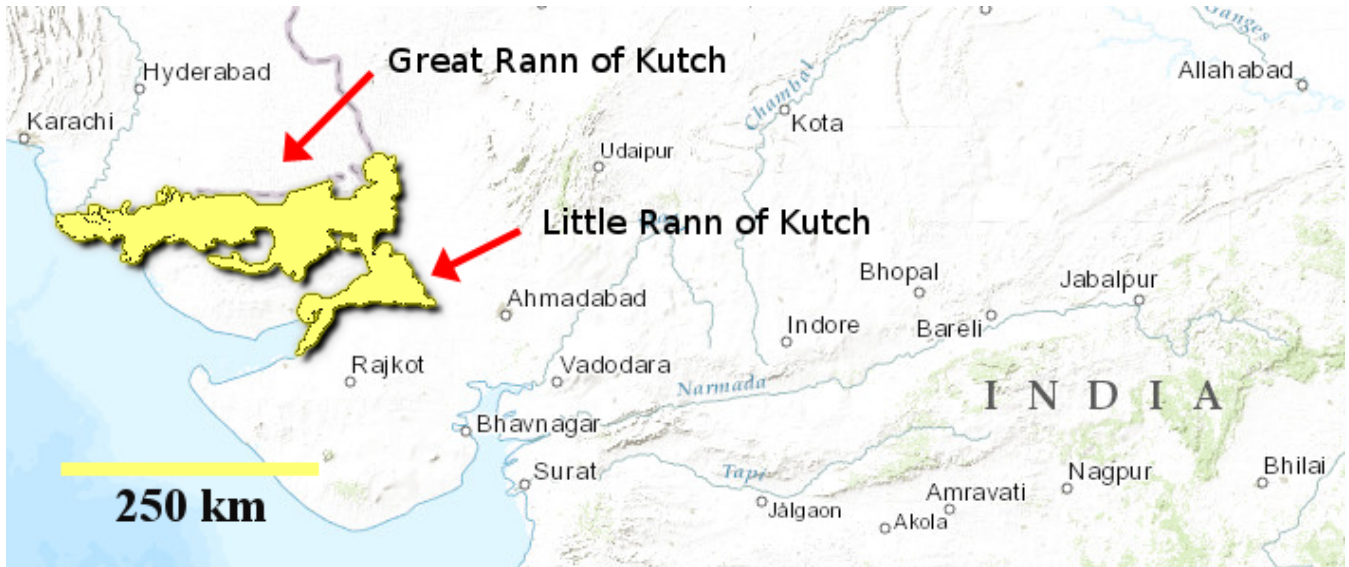 Ganges
Allahabad
Hyderabad
Great Rann of Kutch
Karachi
Chambal
Kota
Udaipur
Little Rann of Kutch
Bhopal
Jabalpur
Ahmadabad
Indore
Bareli
Rajkot
Vadodara
Narmada
INDIA
Bhavnagar
Surat
Tapi
Nagpur
Bhilai
Jalgaon
Amravati
Akola
250 km